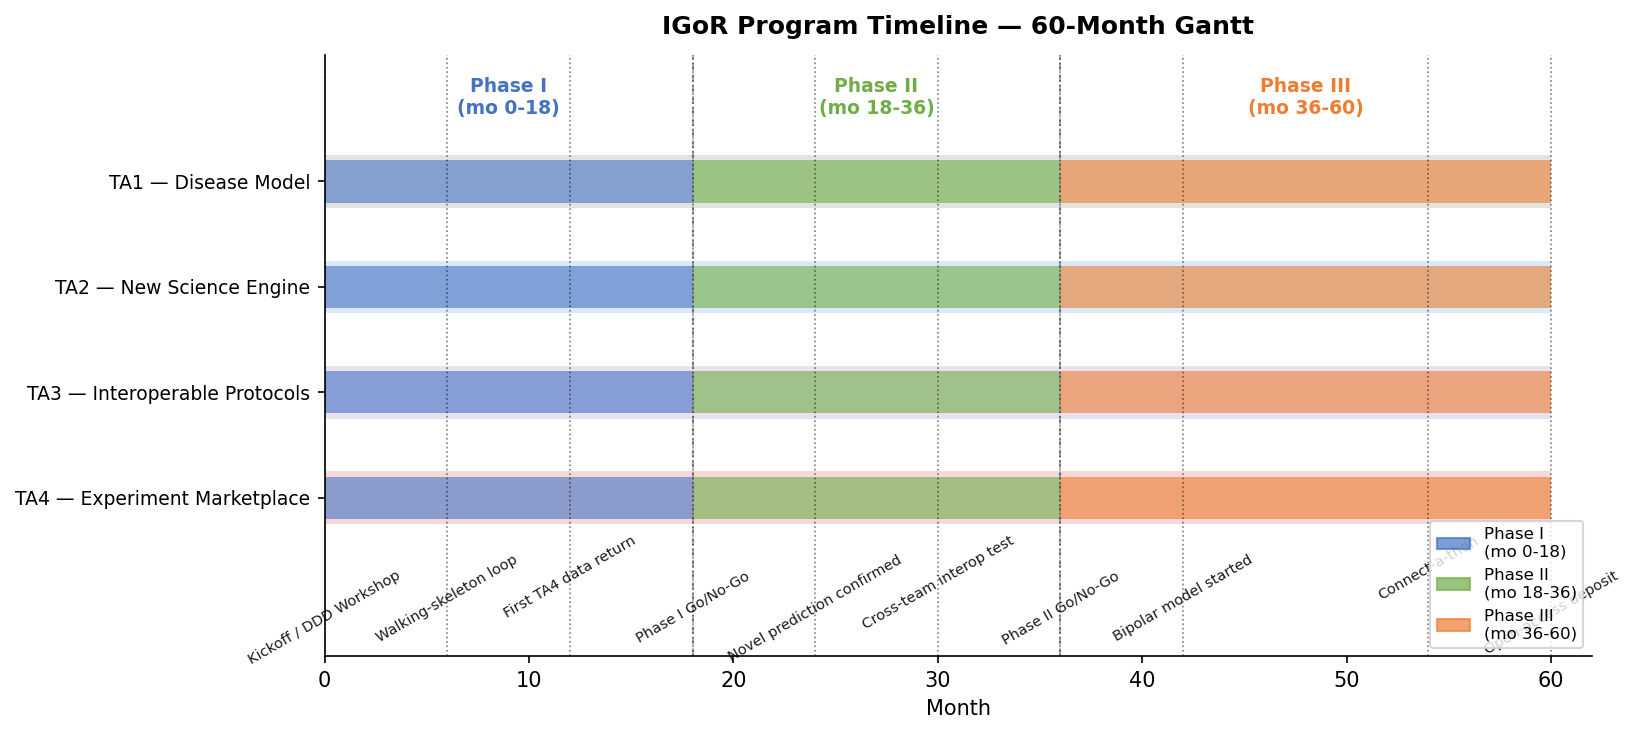 IGoR Program Timeline — 60-Month Gantt
Phase I
(mo 0-18)
Phase II
(mo 18-36)
Phase III
(mo 36-60)
TA1 — Disease Model
TA2 — New Science Engine
TA3 — Interoperable Protocols
TA4 — Experiment Marketplace
Kickoff / DDD Workshop
Walking-skeleton loop
First TA4 data return
Phase I Go/No-Go
Novel prediction confirmed
Cross-team interop test
Phase II Go/No-Go
Bipolar model started
Connect-a-thon
deposit
Phase I
(mo 0-18)
Phase II
(mo 18-36)
Phase III
(mo 36-60)
0
10
20
30
40
50
60
Month